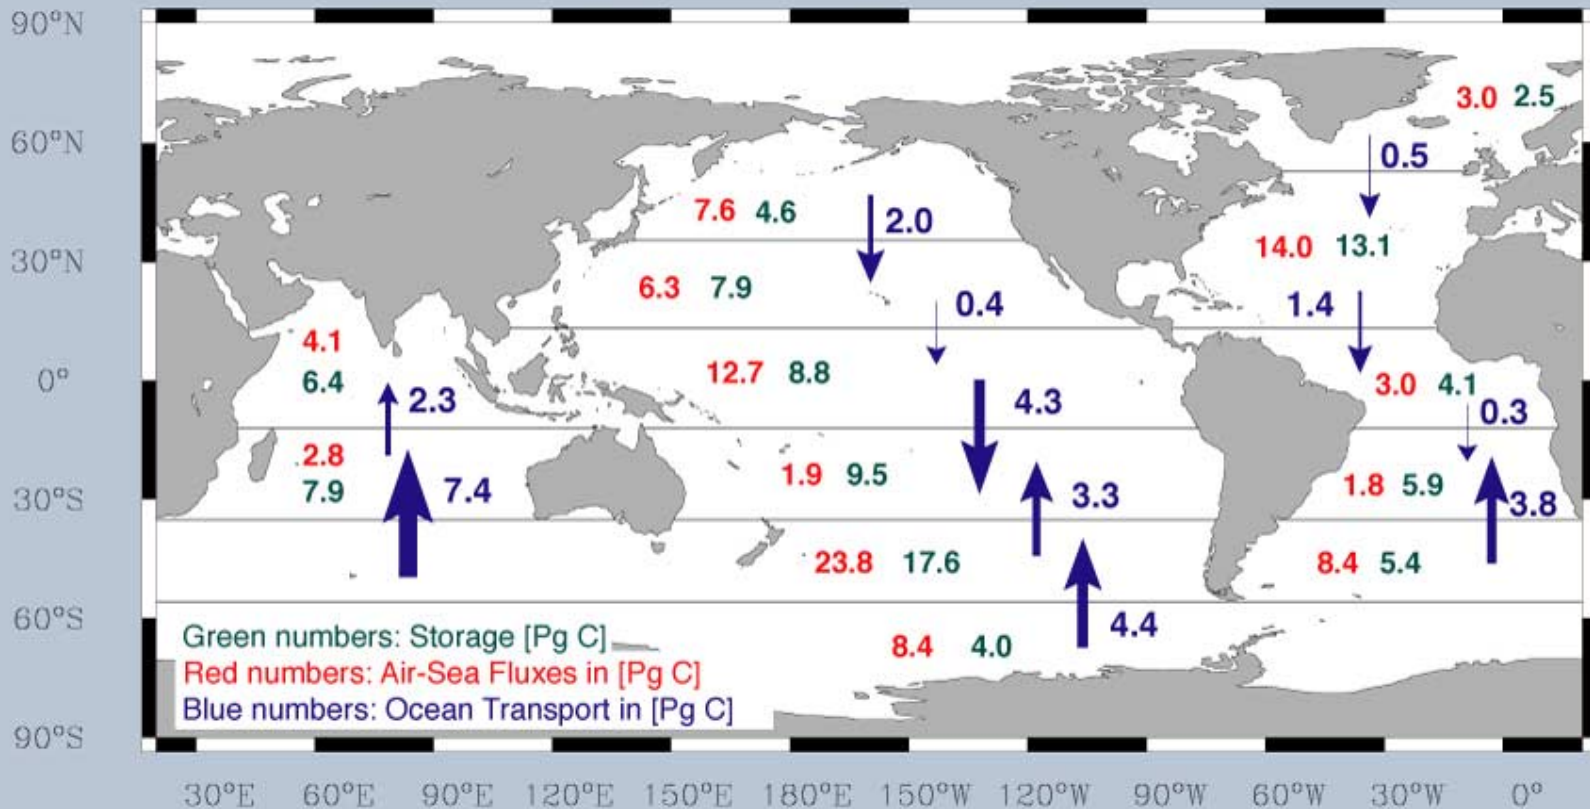 90°N
3.0 2.5
60°N
0.5
7.6 4.6
2.0
14.0 13.1
30°N
6.3 7.9
0.4
1.4
4.1
12.7 8.8
0°
6.4
3.0 4.1
2.3
4.3
0.3
2.8
1.9 9.5
7.9
7.4
3.3
1.8 5.9
3.8
30°S
23.8 17.6
8.4 5.4
60°S
4.4
Green numbers: Storage [Pg C]
8.4 4.0
Red numbers: Air-Sea Fluxes in [Pg C]
Blue numbers: Ocean Transport in [Pg C]
90°S
30°E 60°E 90°E 120°E 150°E 180°E 150°W 120°W 90°W 60°W 30°W 0°